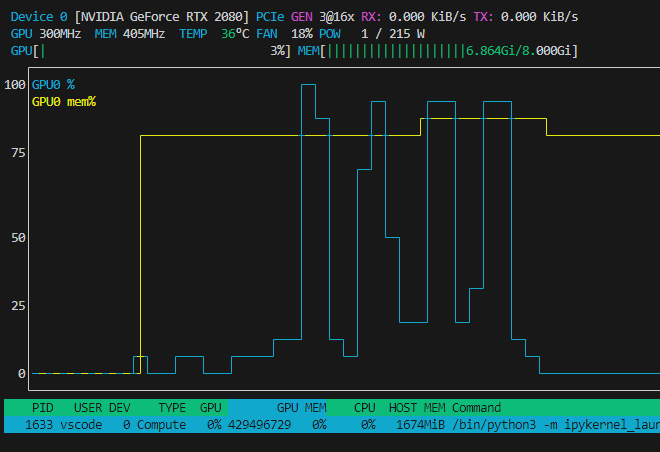 Device 0 [NVIDIA GeForce RTX 2080] PCIe GEN 3@16x RX: 0.000 KiB/s TX: 0.000 KiB/s
GPU 300MHz MEM 405MHz TEMP 36°C FAN 18% POW 1 / 215 W
GPU[| 3%] MEM[||||||||||||||||||||6.864Gi/8.000Gi]
100
GPU0 %
GPU0 mem%
75
50
25
0
PID USER DEV TYPE GPU GPU MEM CPU HOST MEM Command
1633 vscode 0 Compute 0% 429496729 0% 0% 1674MiB /bin/python3 -m ipykernel_laun